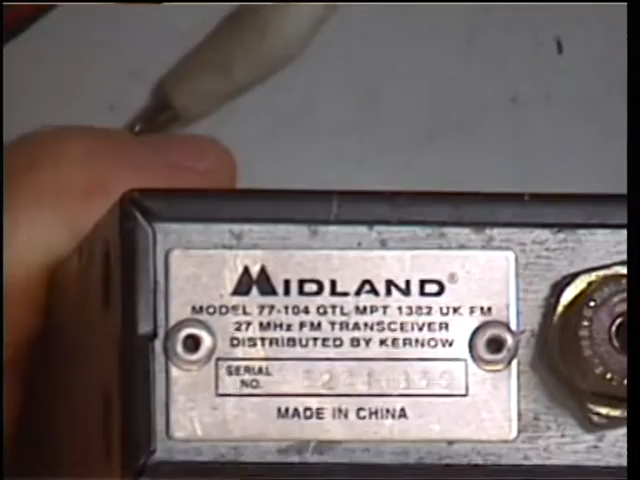 MIDLAND®
MODEL 77-104 GTL MPT 1382 UK FM
27 MHz FM TRANSCEIVER
DISTRIBUTED BY KERNOW
SERIAL
NO.
MADE IN CHINA